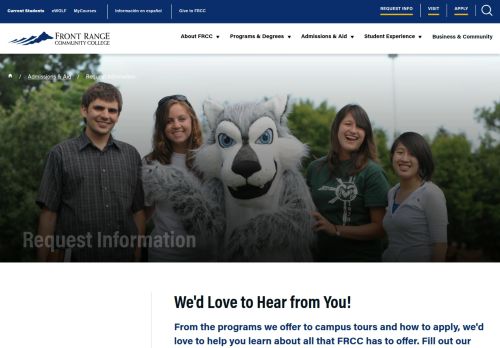 Current Students eWOLF MyCourses Información en español Give to FRCC REQUEST INFO VISIT APPLY
FRONT RANGE
COMMUNITY COLLEGE
About FRCC Programs & Degrees Admissions & Aid Student Experience Business & Community
/ Admissions & Aid / Request Information
Request Information
We'd Love to Hear from You!
From the programs we offer to campus tours and how to apply, we'd
love to help you learn about all that FRCC has to offer. Fill out our